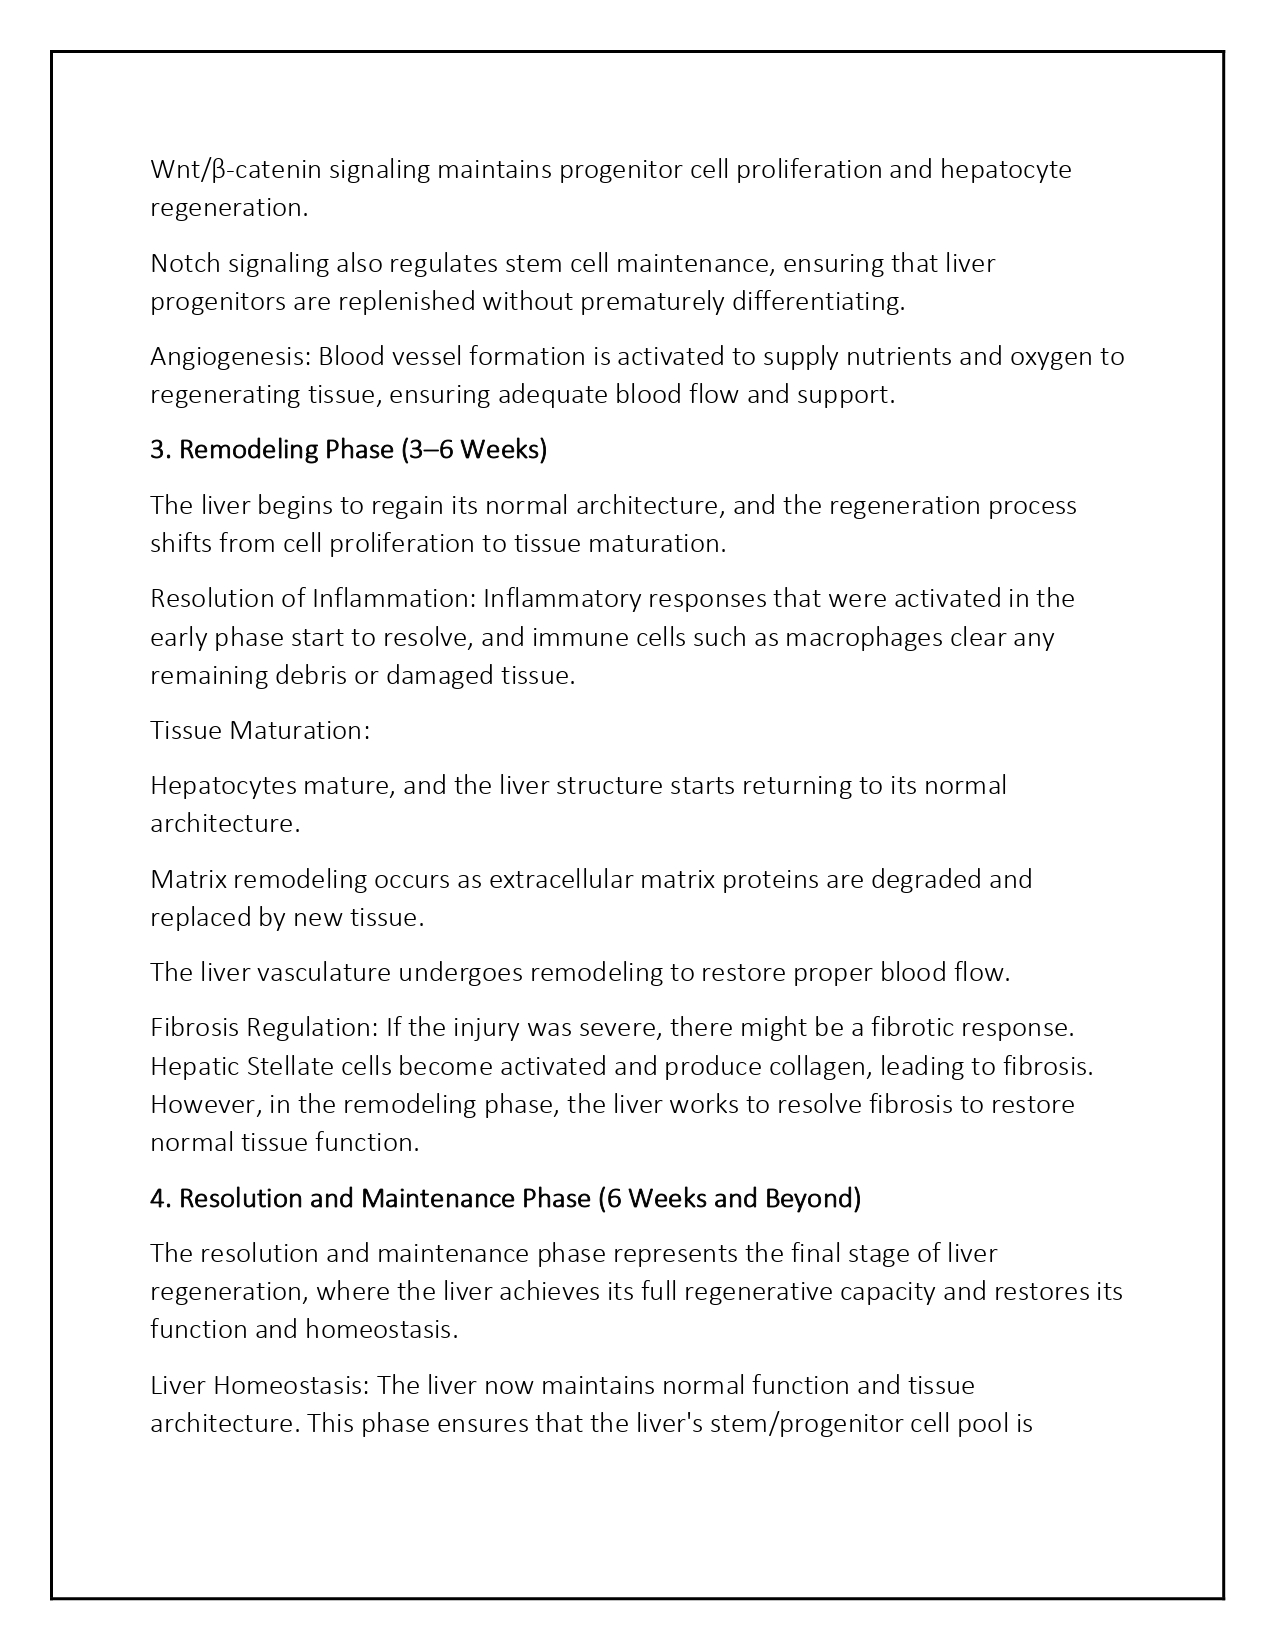 Wnt/β-catenin signaling maintains progenitor cell proliferation and hepatocyte
regeneration.
Notch signaling also regulates stem cell maintenance, ensuring that liver
progenitors are replenished without prematurely differentiating.
Angiogenesis: Blood vessel formation is activated to supply nutrients and oxygen to
regenerating tissue, ensuring adequate blood flow and support.
3. Remodeling Phase (3–6 Weeks)
The liver begins to regain its normal architecture, and the regeneration process
shifts from cell proliferation to tissue maturation.
Resolution of Inflammation: Inflammatory responses that were activated in the
early phase start to resolve, and immune cells such as macrophages clear any
remaining debris or damaged tissue.
Tissue Maturation:
Hepatocytes mature, and the liver structure starts returning to its normal
architecture.
Matrix remodeling occurs as extracellular matrix proteins are degraded and
replaced by new tissue.
The liver vasculature undergoes remodeling to restore proper blood flow.
Fibrosis Regulation: If the injury was severe, there might be a fibrotic response.
Hepatic Stellate cells become activated and produce collagen, leading to fibrosis.
However, in the remodeling phase, the liver works to resolve fibrosis to restore
normal tissue function.
4. Resolution and Maintenance Phase (6 Weeks and Beyond)
The resolution and maintenance phase represents the final stage of liver
regeneration, where the liver achieves its full regenerative capacity and restores its
function and homeostasis.
Liver Homeostasis: The liver now maintains normal function and tissue
architecture. This phase ensures that the liver's stem/progenitor cell pool is